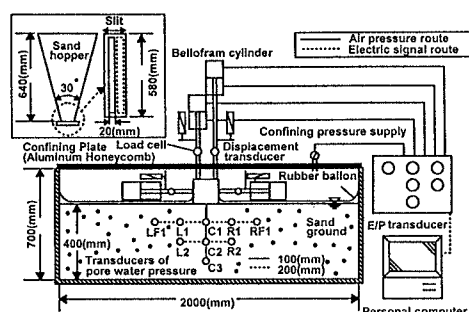 Slit
Sand
hopper
640(mm)
30°
580(mm)
20(mm)
Bellofram cylinder
Air pressure route
Electric signal route
Load cell
Displacement
transducer
Confining pressure supply
Confining Plate
(Aluminum Honeycomb)
Rubber ballon
E/P transducer
700(mm)
400(mm)
LF1 L1 C1 R1 RF1
L2 C2 R2
C3
Sand
ground
Transducers of
pore water pressure
100(mm)
200(mm)
2000(mm)
Personal computer